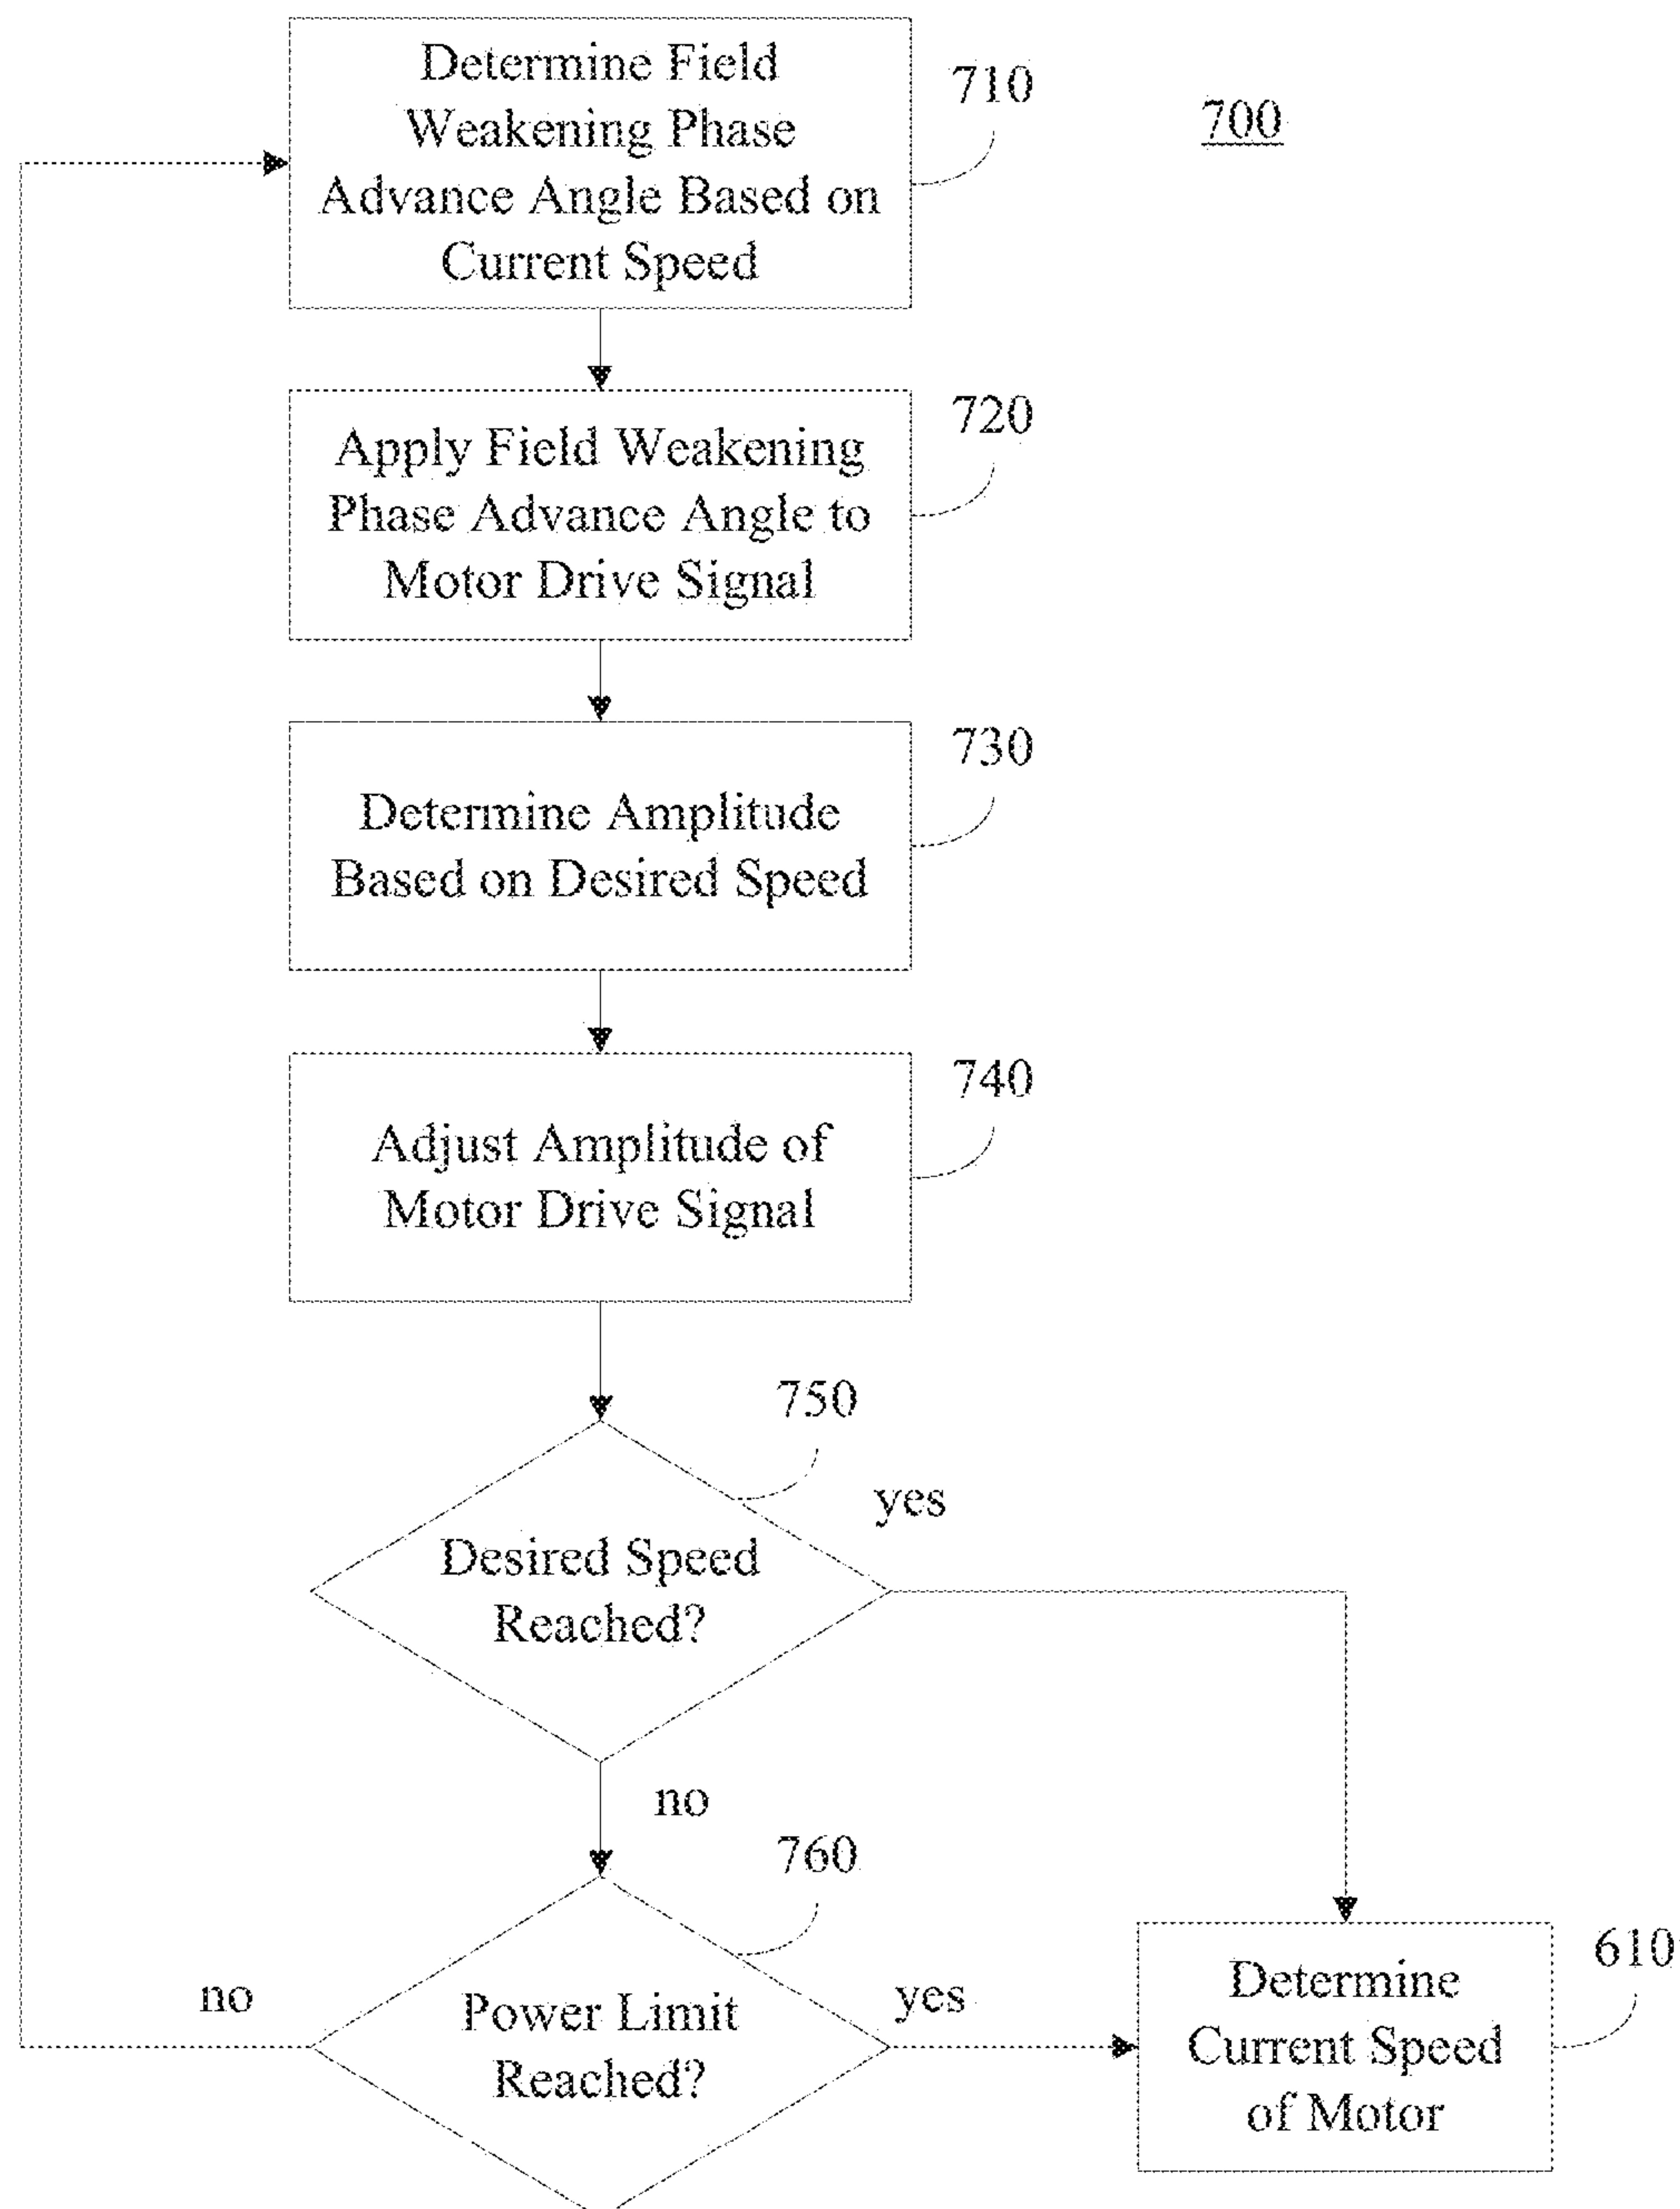 Determine Field
Weakening Phase
Advance Angle Based on
Current Speed
710
700
Apply Field Weakening
Phase Advance Angle to
Motor Drive Signal
720
Determine Amplitude
Based on Desired Speed
730
Adjust Amplitude of
Motor Drive Signal
740
750
yes
Desired Speed
Reached?
no
760
no
Power Limit
Reached?
yes
Determine
Current Speed
of Motor
610